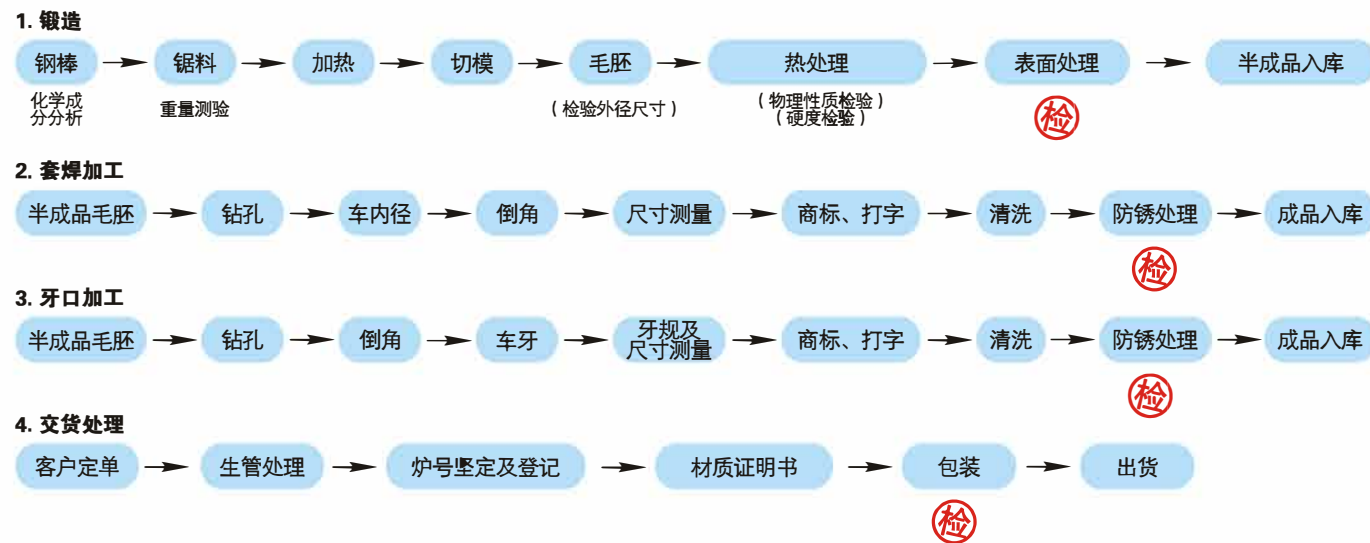 1. 锻造
钢棒 锯料 加热 切模 毛胚 热处理 表面处理 半成品入库
化学成
分分析
重量测验
（检验外径尺寸）
（物理性质检验）
（硬度检验）
检
2. 套焊加工
半成品毛胚 钻孔 车内径 倒角 尺寸测量 商标、打字 清洗 防锈处理 成品入库
检
3. 牙口加工
半成品毛胚 钻孔 倒角 车牙 牙规及 商标、打字 清洗 防锈处理 成品入库
尺寸测量
检
4. 交货处理
客户定单 生管处理 炉号坚定及登记 材质证明书 包装 出货
检